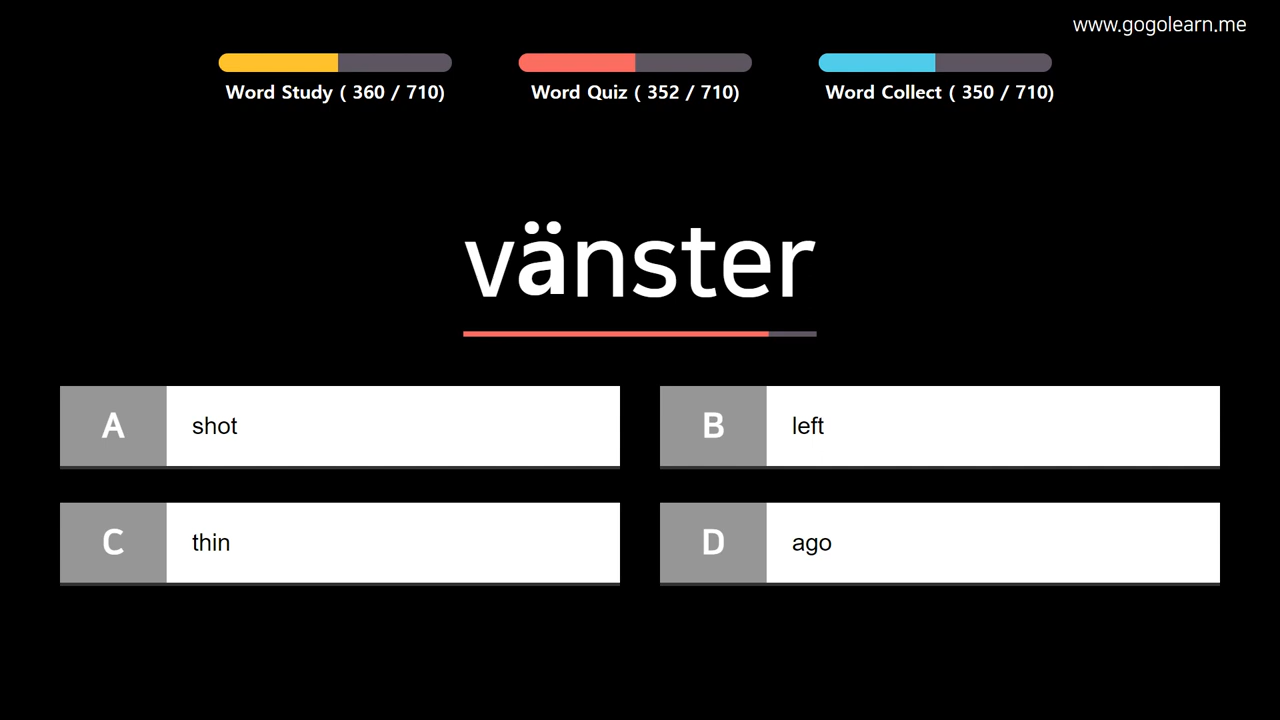 www.gogolearn.me
Word Study ( 360 / 710)
Word Quiz ( 352 / 710)
Word Collect ( 350 / 710)
vänster
A
shot
B
left
C
thin
D
ago